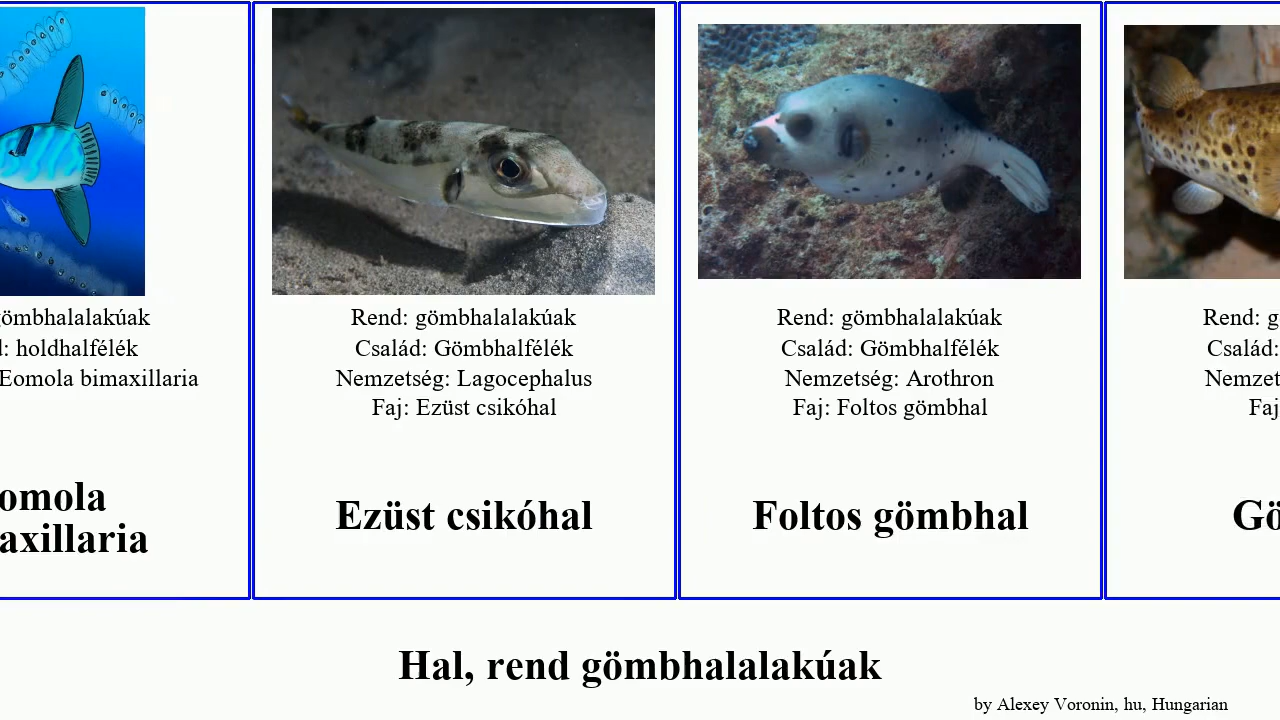 gömbhalalakúak
: holdhalfélék
Eomola bimaxillaria
omola
axillaria
Rend: gömbhalalakúak
Család: Gömbhalfélék
Nemzetség: Lagocephalus
Faj: Ezüst csikóhal
Ezüst csikóhal
Rend: gömbhalalakúak
Család: Gömbhalfélék
Nemzetség: Arothron
Faj: Foltos gömbhal
Foltos gömbhal
Rend: g
Család:
Nemzet
Faj
Gö
Hal, rend gömbhalalakúak
by Alexey Voronin, hu, Hungarian